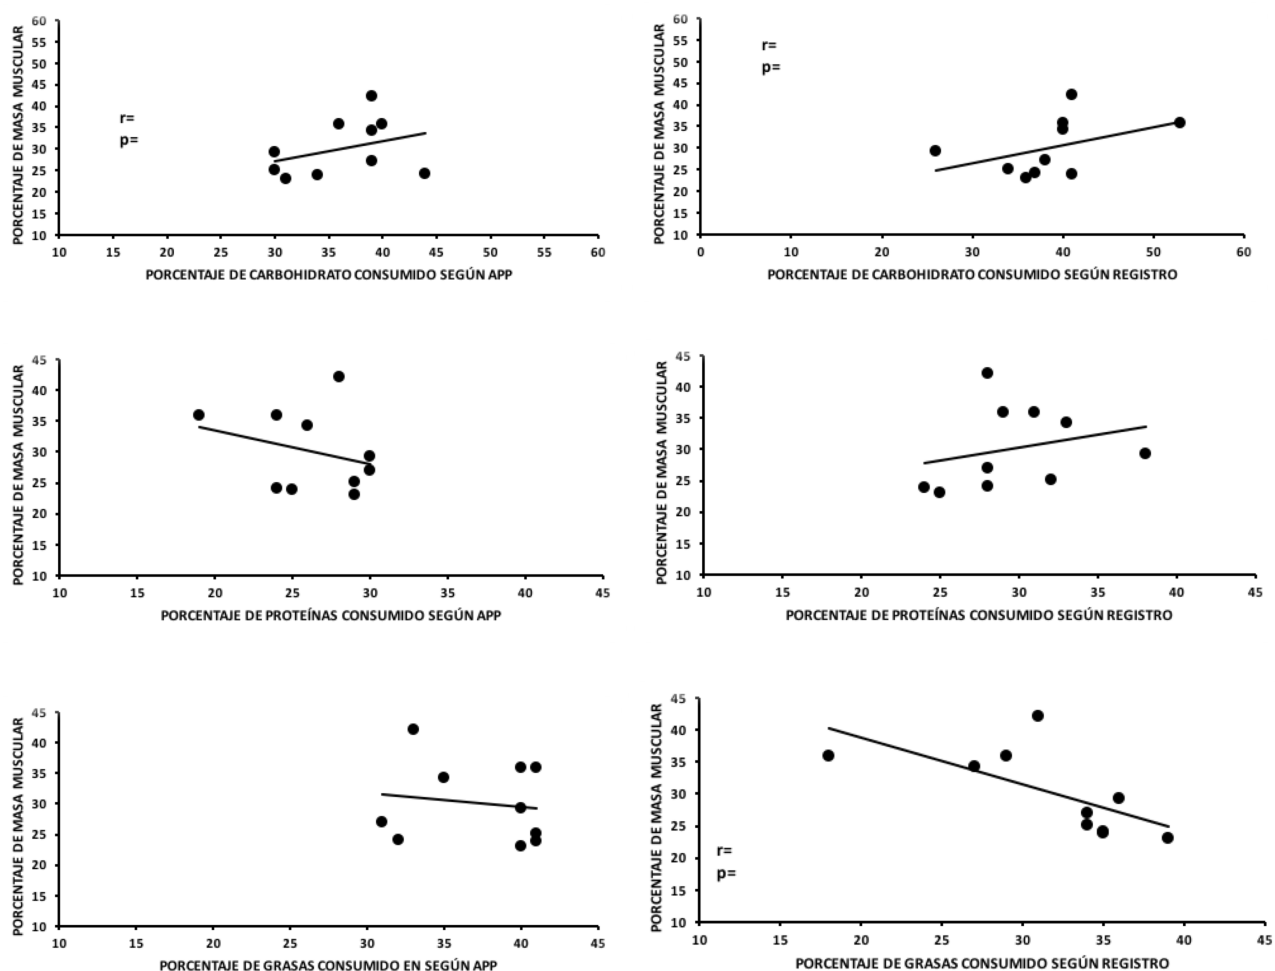 PORCENTAJE DE MASA MUSCULAR
60
55
50
45
40
35
30
25
20
15
10
r=
p=
10 15 20 25 30 35 40 45 50 55 60
PORCENTAJE DE CARBOHIDRATO CONSUMIDO SEGÚN APP
PORCENTAJE DE MASA MUSCULAR
60
55
50
45
40
35
30
25
20
15
10
r=
p=
0 10 20 30 40 50 60
PORCENTAJE DE CARBOHIDRATO CONSUMIDO SEGÚN REGISTRO
PORCENTAJE DE MASA MUSCULAR
45
40
35
30
25
20
15
10
10 15 20 25 30 35 40 45
PORCENTAJE DE PROTEÍNAS CONSUMIDO SEGÚN APP
PORCENTAJE DE MASA MUSCULAR
45
40
35
30
25
20
15
10
10 15 20 25 30 35 40 45
PORCENTAJE DE PROTEÍNAS CONSUMIDO SEGÚN REGISTRO
PORCENTAJE DE MASA MUSCULAR
45
40
35
30
25
20
15
10
10 15 20 25 30 35 40 45
PORCENTAJE DE GRASAS CONSUMIDO EN SEGÚN APP
PORCENTAJE DE MASA MUSCULAR
45
40
35
30
25
20
15
10
r=
p=
10 15 20 25 30 35 40 45
PORCENTAJE DE GRASAS CONSUMIDO SEGÚN REGISTRO